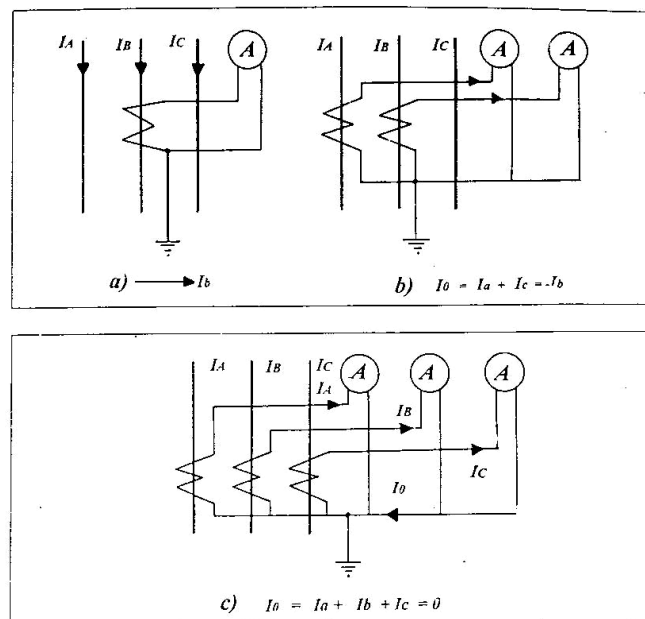 IA IB IC A
IA IB IC A A
a) Ib
b) I0 = Ia + Ic = -Ib
IA IB IC A A A
IA
IB
IC
I0
c) I0 = Ia + Ib + Ic = 0